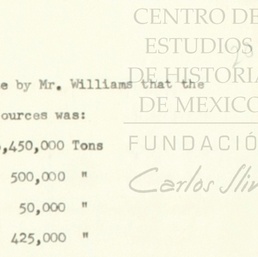 CENTRO DE
ESTUDIOS
DE HISTORIA
DE MEXICO
FUNDACIÓ
Carlos Slim
e by Mr. Williams that the
ources was:
,450,000 Tons
500,000 "
50,000 "
425,000 "